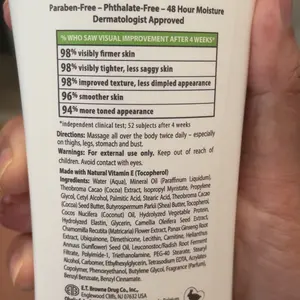 Paraben-Free – Phthalate-Free – 48 Hour Moisture
Dermatologist Approved
% WHO SAW VISUAL IMPROVEMENT AFTER 4 WEEKS*
98% visibly firmer skin
98% visibly tighter, less saggy skin
98% improved texture, less dimpled appearance
96% smoother skin
94% more toned appearance
*independent clinical test; 52 subjects after 4 weeks
Directions: Massage all over the body twice daily – especially
on thighs, legs, stomach and bust.
Warnings: For external use only. Keep out of reach of
children. Avoid contact with eyes.
Made with Natural Vitamin E (Tocopherol)
Ingredients: Water (Aqua), Mineral Oil (Paraffinum Liquidum),
Theobroma Cacao (Cocoa) Extract, Isopropyl Myristate, Propylene
Glycol, Cetyl Alcohol, Palmitic Acid, Stearic Acid, Theobroma Cacao
(Cocoa) Seed Butter, Butyrospermum Parkii (Shea) Butter, Tocopherol,
Cocos Nucifera (Coconut) Oil, Hydrolyzed Vegetable Protein,
Hydrolyzed Elastin, Glycerin, Camellia Oleifera Seed Extract,
Chamomilla Recutita (Matricaria) Flower Extract, Panax Ginseng Root
Extract, Ubiquinone, Dimethicone, Lecithin, Carnitine, Helianthus
Annuus (Sunflower) Seed Oil, Leuconostoc/Radish Root Ferment
Filtrate, Polyimide-1, Triethanolamine, PEG-40 Stearate, Stearyl
Alcohol, Carbomer, Ethylhexylglycerin, Tetrasodium EDTA, Acrylates
Copolymer, Phenoxyethanol, Butylene Glycol, Fragrance (Parfum),
Benzyl
E.T. Browne Drug Co., Inc.
Englewood Cliffs, NJ 07632 USA